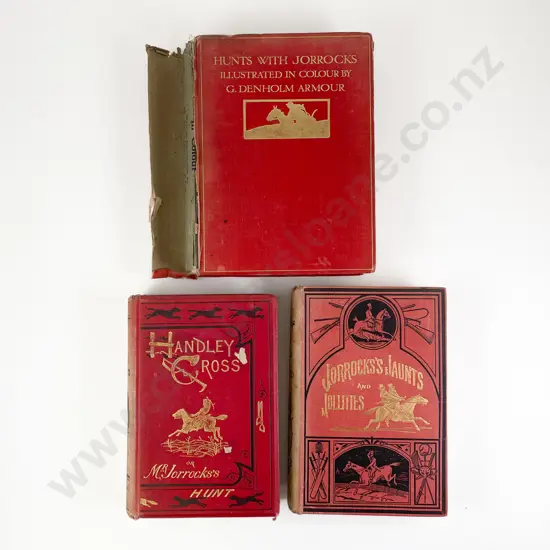 HUNTS WITH JORROCKS
ILLUSTRATED IN COLOUR BY
G. DENHOLM ARMOUR
HANDLEY
CROSS
OR
MR Jorrocks's
HUNT
JORROCKS'S JAUNTS
AND
JOLLITIES